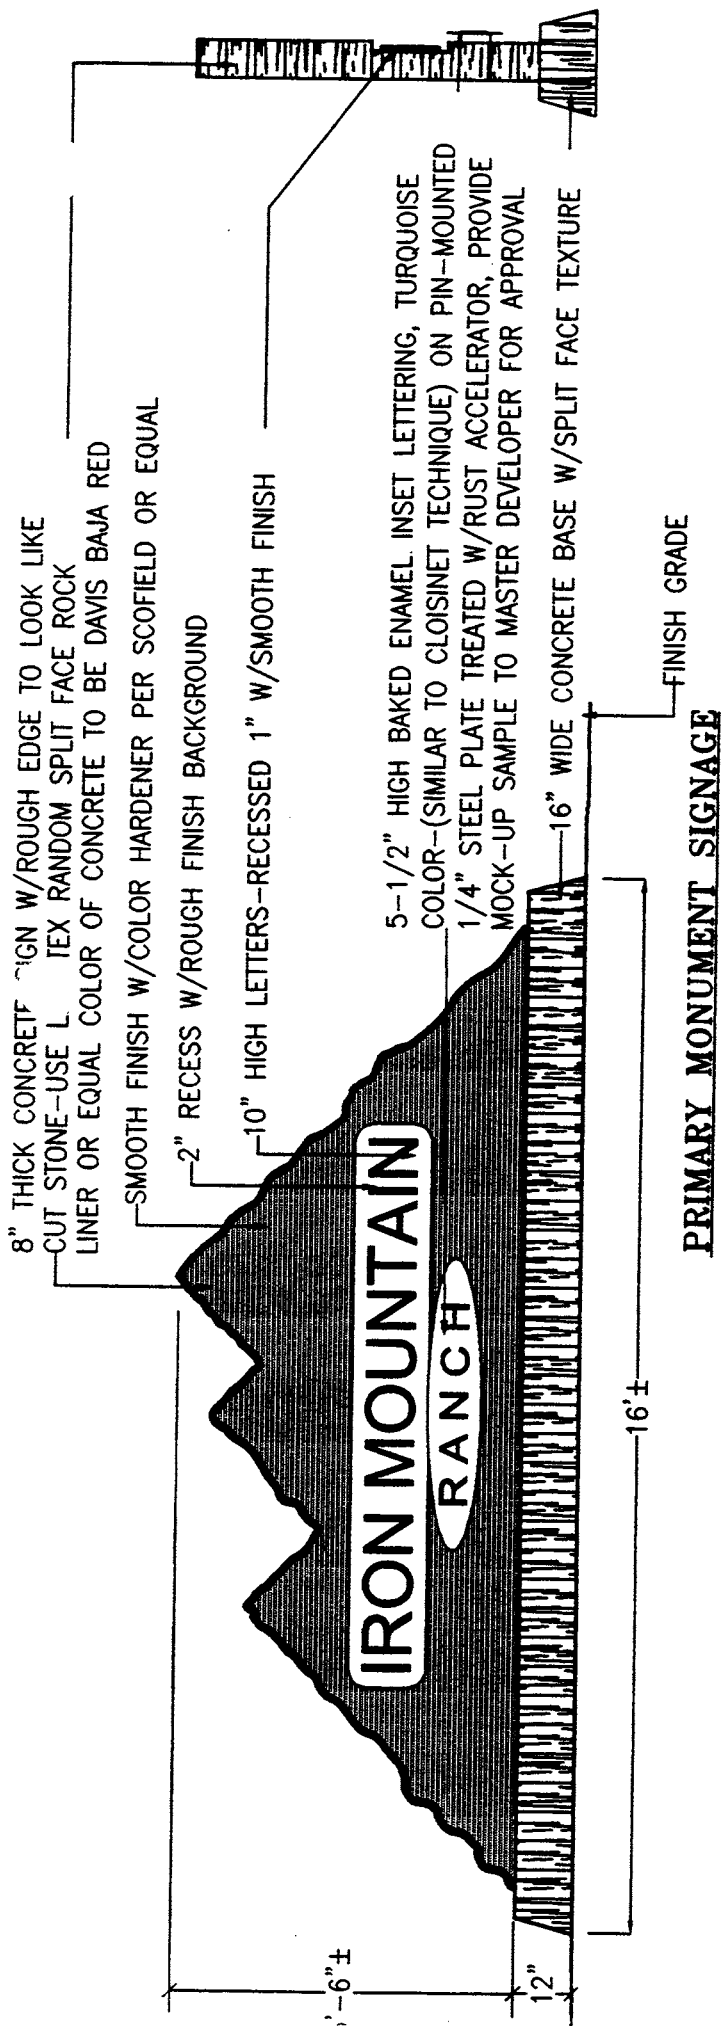 8" THICK CONCRETE W/ROUGH EDGE TO LOOK LIKE
CUT STONE-USE TEX RANDOM SPLIT FACE ROCK
LINER OR EQUAL COLOR OF CONCRETE TO BE DAVIS BAJA RED
SMOOTH FINISH W/COLOR HARDENER PER SCOFIELD OR EQUAL
2" RECESS W/ROUGH FINISH BACKGROUND
10" HIGH LETTERS-RECESSED 1" W/SMOOTH FINISH
5-1/2" HIGH BAKED ENAMEL INSET LETTERING, TURQUOISE
COLOR-(SIMILAR TO CLOISINET TECHNIQUE) ON PIN-MOUNTED
1/4" STEEL PLATE TREATED W/RUST ACCELERATOR, PROVIDE
MOCK-UP SAMPLE TO MASTER DEVELOPER FOR APPROVAL
16" WIDE CONCRETE BASE W/SPLIT FACE TEXTURE
FINISH GRADE
IRON MOUNTAIN
RANCH
'-6"±
12"
16'±
PRIMARY MONUMENT SIGNAGE